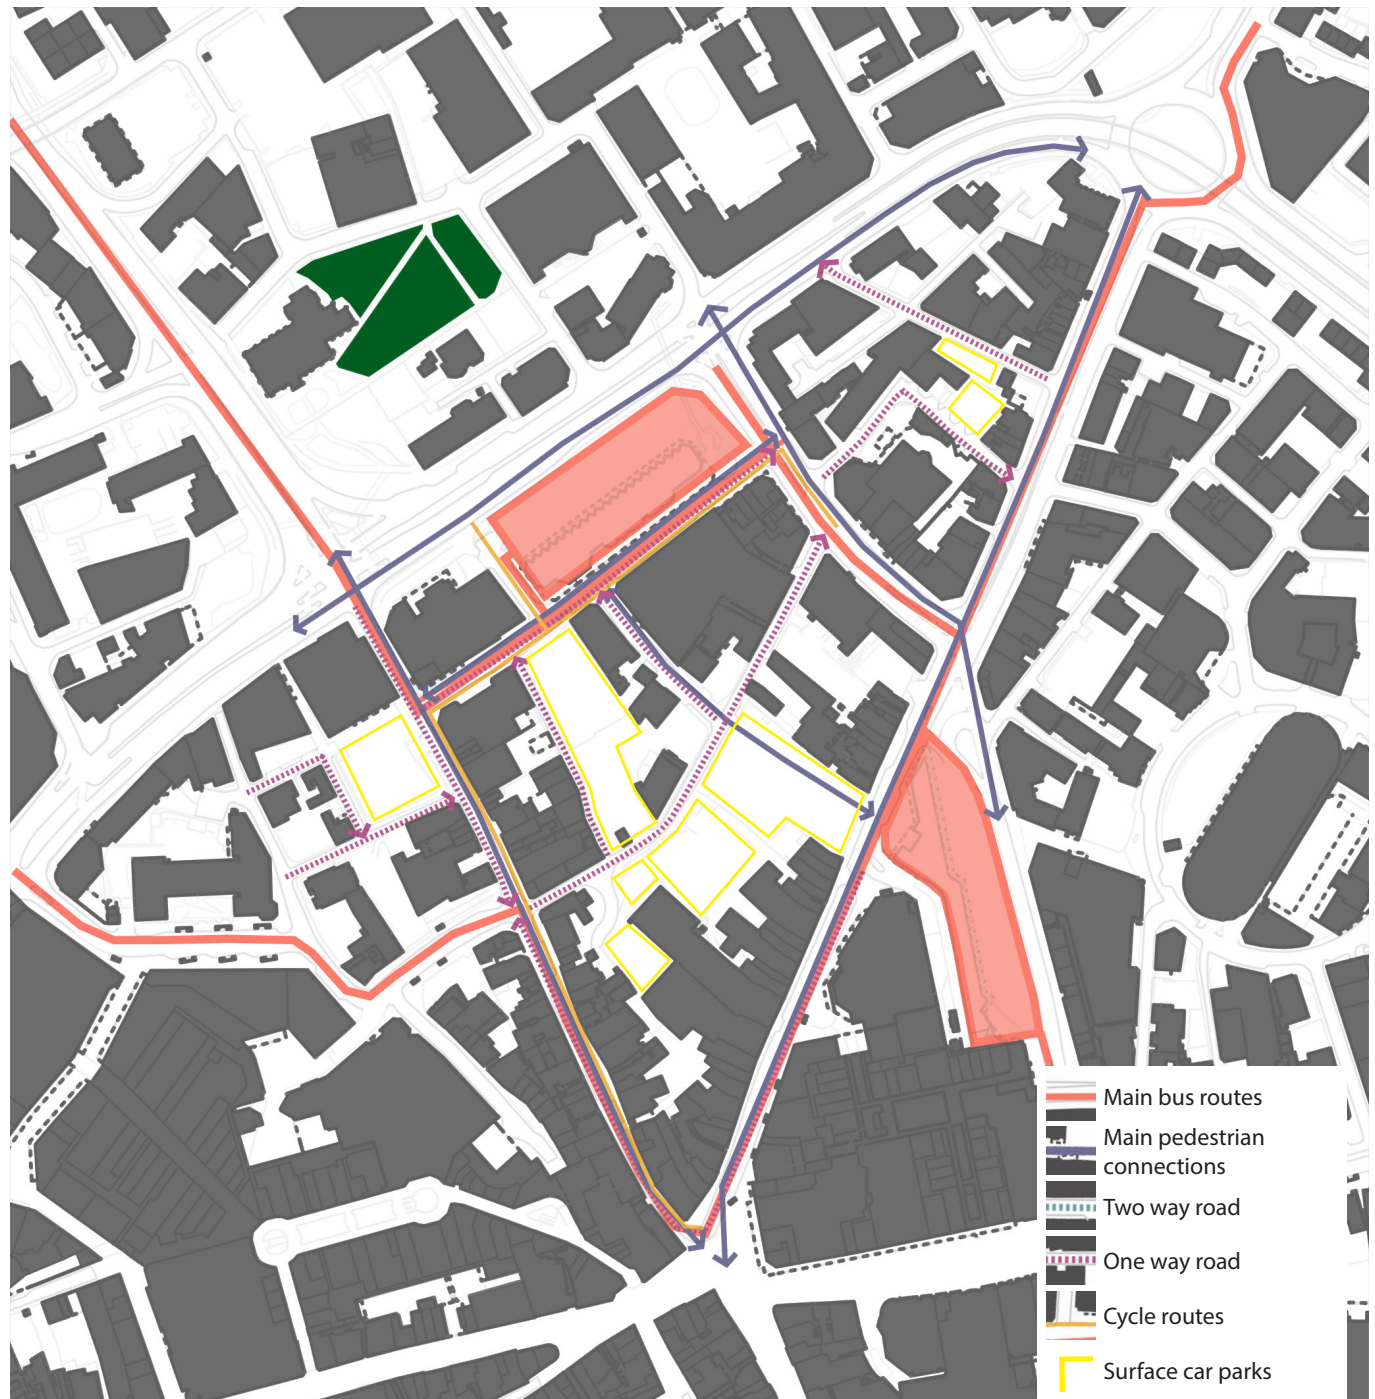 Main bus routes
Main pedestrian
connections
Two way road
One way road
Cycle routes
Surface car parks